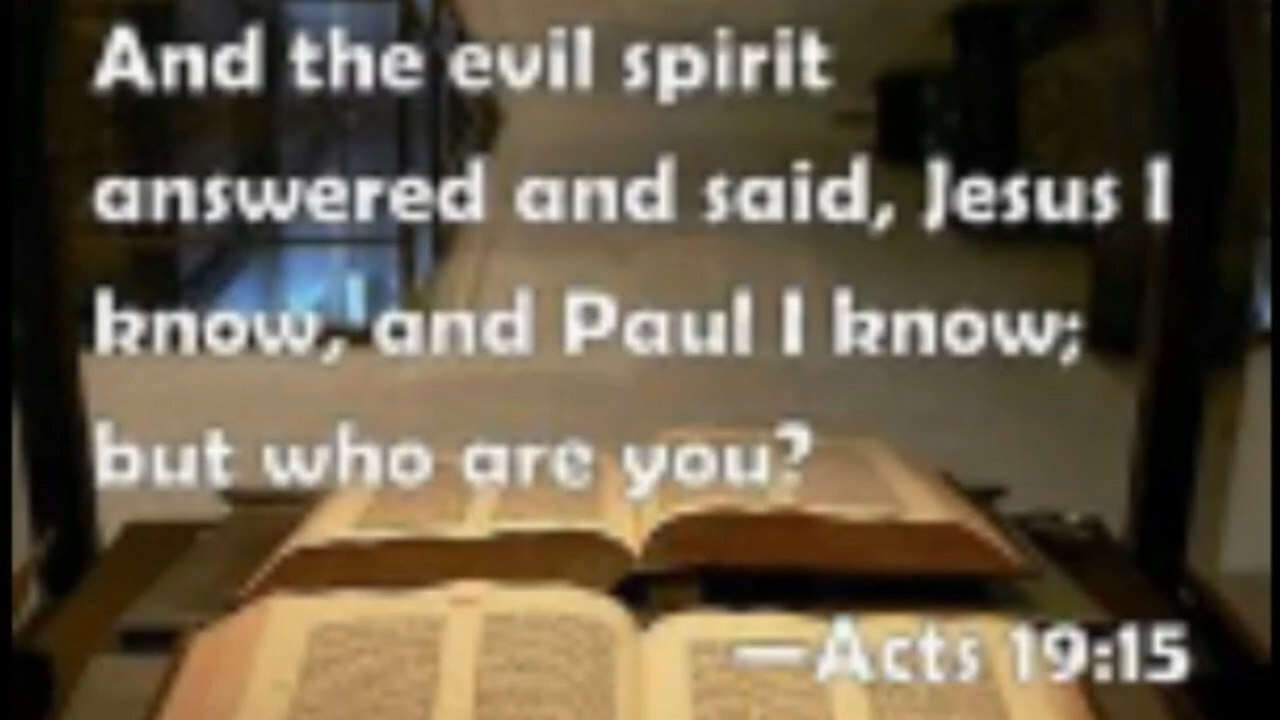 And the evil spirit
answered and said, Jesus I
know, and Paul I know;
but who are you?
—Acts 19:15